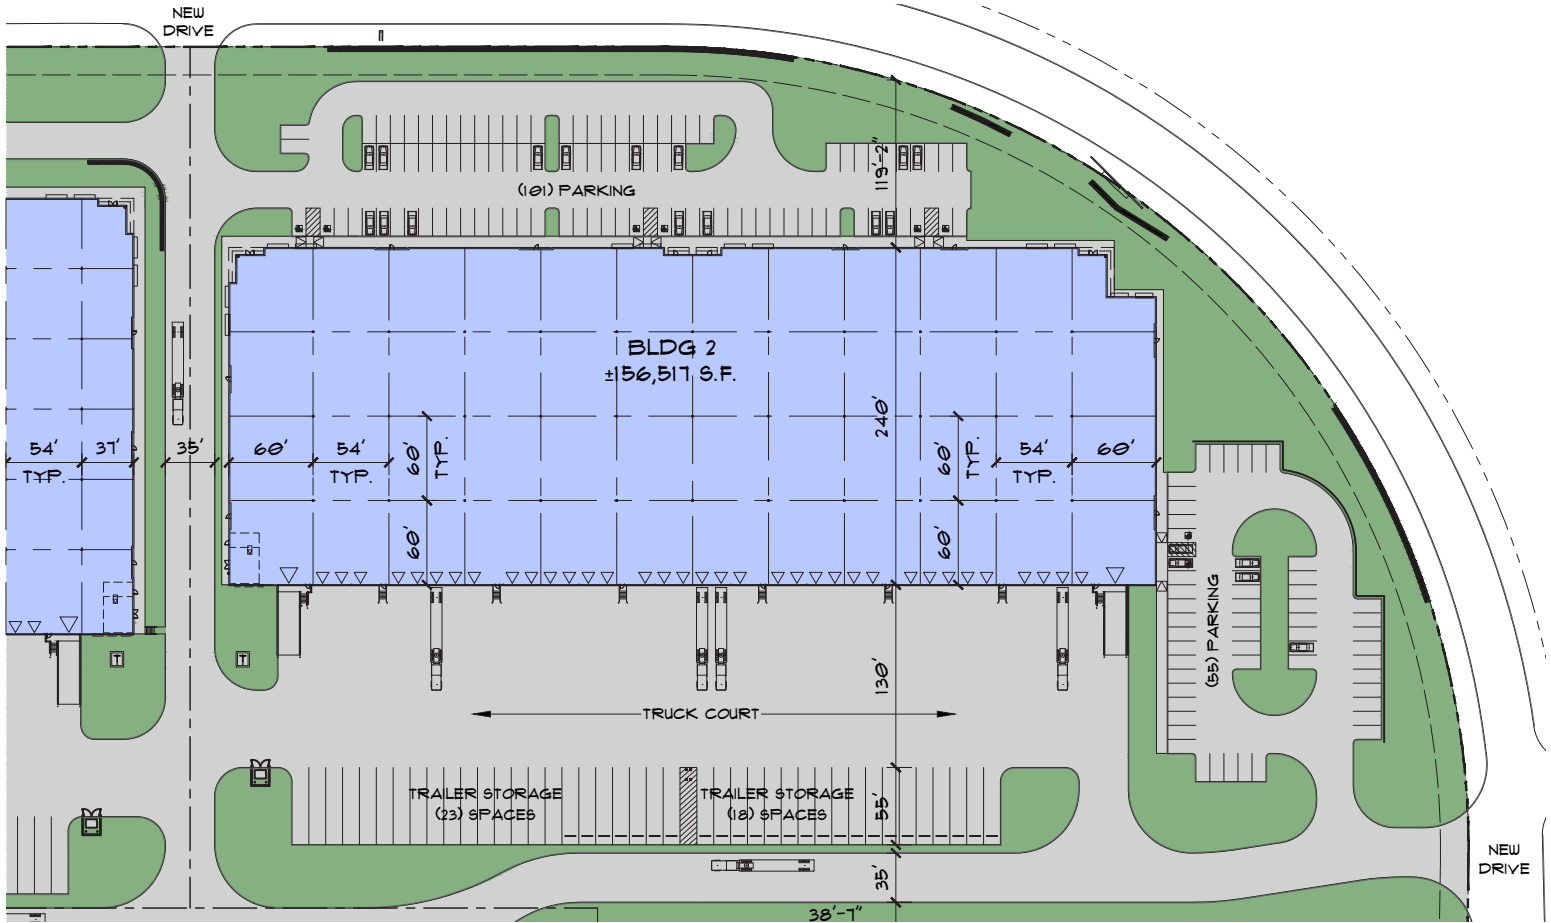 NEW
DRIVE
119'-2"
(101) PARKING
BLDG 2
±156,517 S.F.
240'
54'
37'
35'
60'
54'
60'
TYP.
60'
TYP.
54'
60'
TYP.
TYP.
TYP.
60'
60'
(55) PARKING
130'
TRUCK COURT
TRAILER STORAGE
(23) SPACES
TRAILER STORAGE
(18) SPACES
55'
35'
NEW
DRIVE
38'-7"